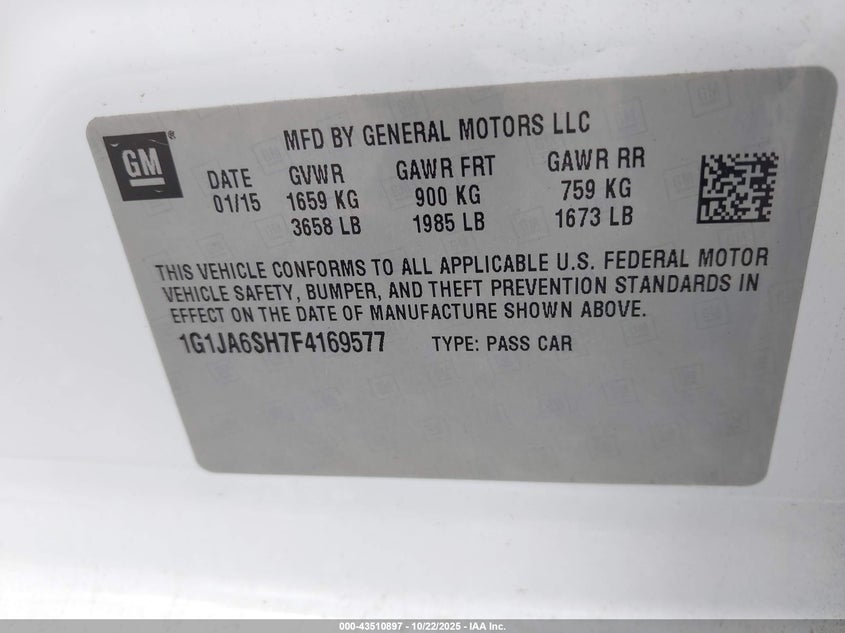 GM®
MFD BY GENERAL MOTORS LLC
DATE GVWR GAWR FRT GAWR RR
01/15 1659 KG 900 KG 759 KG
3658 LB 1985 LB 1673 LB
THIS VEHICLE CONFORMS TO ALL APPLICABLE U.S. FEDERAL MOTOR
VEHICLE SAFETY, BUMPER, AND THEFT PREVENTION STANDARDS IN
EFFECT ON THE DATE OF MANUFACTURE SHOWN ABOVE.
1G1JA6SH7F4169577 TYPE: PASS CAR
000-43510897 - 10/22/2025 - IAA Inc.